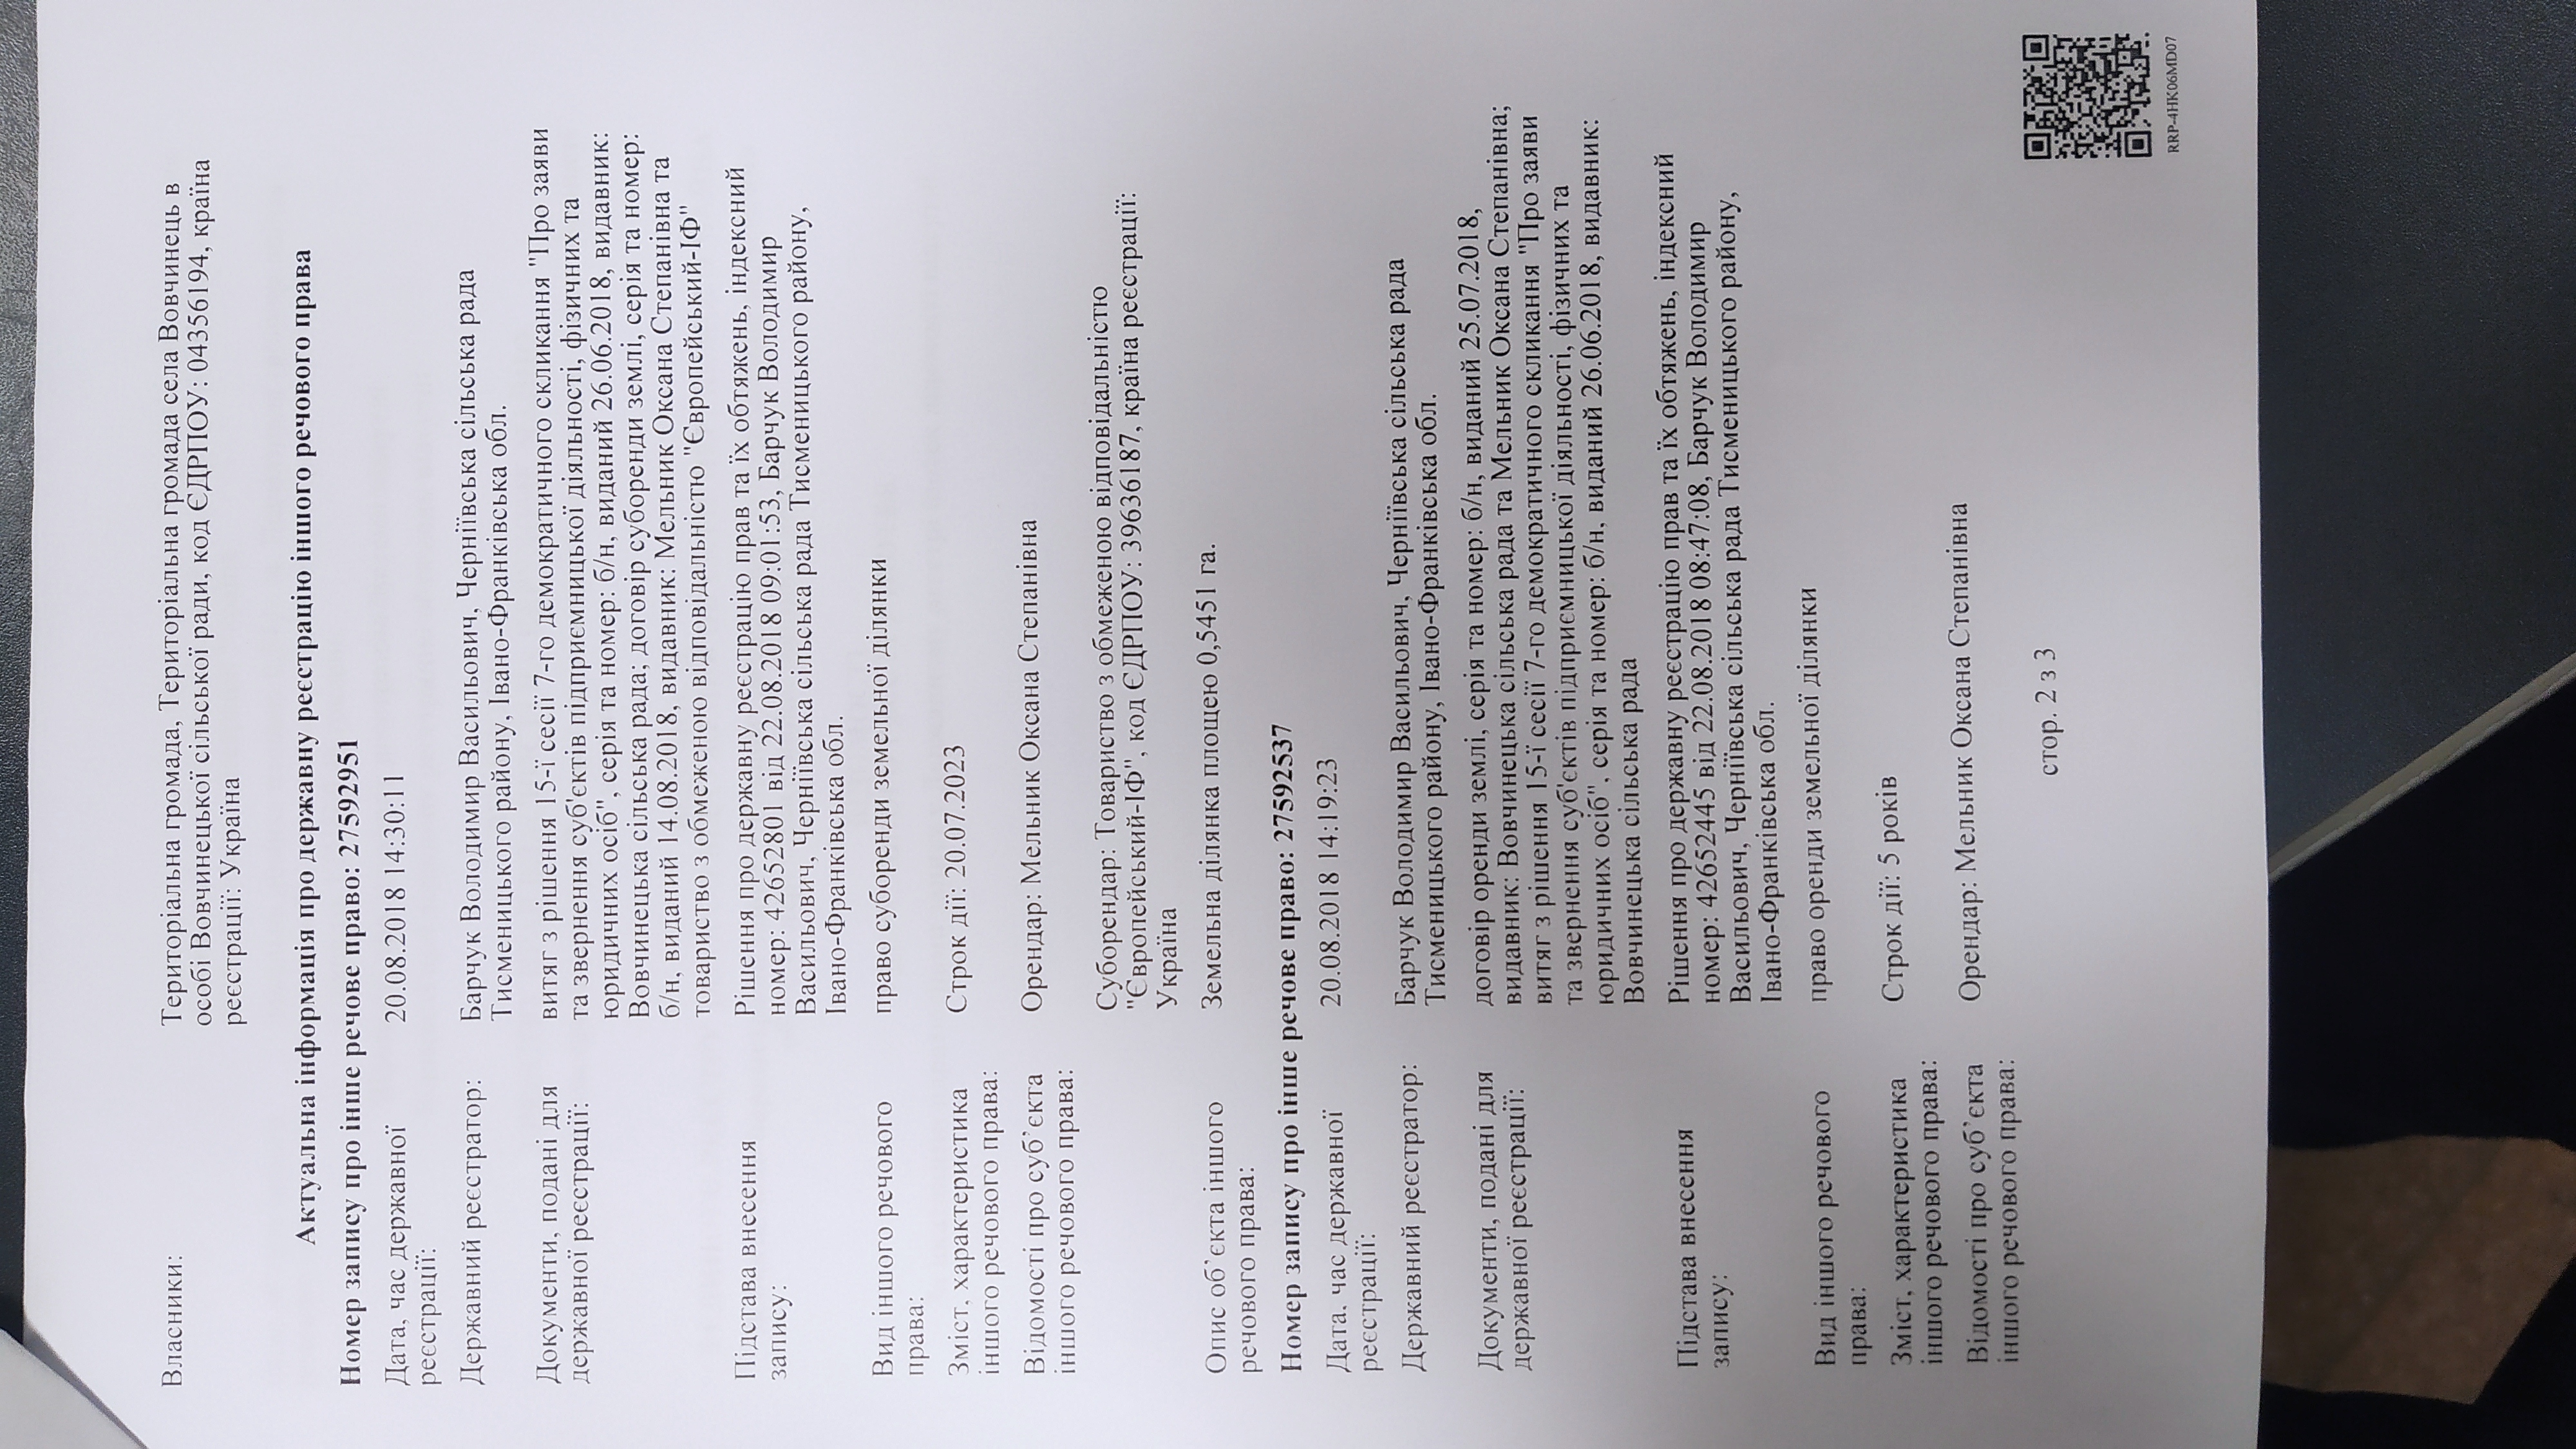 Власники:
Територіальна громада, Територіальна громада села Вовчинець в
особі Вовчинецької сільської ради, код ЄДРПОУ: 04356194, країна
реєстрації: Україна
Актуальна інформація про державну реєстрацію іншого речового права
Номер запису про інше речове право: 27592951
Дата, час державної
реєстрації:
20.08.2018 14:30:11
Державний реєстратор:
Барчук Володимир Васильович, Черніївська сільська рада
Тисменицького району, Івано-Франківська обл.
Документи, подані для
державної реєстрації:
витяг з рішення 15-ї сесії 7-го демократичного скликання "Про заяви
та звернення суб'єктів підприємницької діяльності, фізичних та
юридичних осіб", серія та номер: б/н, виданий 26.06.2018, видавник:
Вовчинецька сільська рада; договір суборенди землі, серія та номер:
б/н, виданий 14.08.2018, видавник: Мельник Оксана Степанівна та
товариство з обмеженою відповідальністю "Європейський-ІФ"
Підстава внесення
запису:
Рішення про державну реєстрацію прав та їх обтяжень, індексний
номер: 42652801 від 22.08.2018 09:01:53, Барчук Володимир
Васильович, Черніївська сільська рада Тисменицького району,
Івано-Франківська обл.
Вид іншого речового
права:
право суборенди земельної ділянки
Зміст, характеристика
іншого речового права:
Строк дії: 20.07.2023
Відомості про суб’єкта
іншого речового права:
Орендар: Мельник Оксана Степанівна
Суборендар: Товариство з обмеженою відповідальністю
"Європейський-ІФ", код ЄДРПОУ: 39636187, країна реєстрації:
Україна
Опис об’єкта іншого
речового права:
Земельна ділянка площею 0,5451 га.
Номер запису про інше речове право: 27592537
Дата. час державної
реєстрації:
20.08.2018 14:19:23
Державний реєстратор:
Барчук Володимир Васильович, Черніївська сільська рада
Тисменицького району, Івано-Франківська обл.
Документи, подані для
державної реєстрації:
договір оренди землі, серія та номер: б/н, виданий 25.07.2018,
видавник: Вовчинецька сільська рада та Мельник Оксана Степанівна;
витяг з рішення 15-ї сесії 7-го демократичного скликання "Про заяви
та звернення суб'єктів підприємницької діяльності, фізичних та
юридичних осіб", серія та номер: б/н, виданий 26.06.2018, видавник:
Вовчинецька сільська рада
Підстава внесення
запису:
Рішення про державну реєстрацію прав та їх обтяжень, індексний
номер: 42652445 від 22.08.2018 08:47:08, Барчук Володимир
Васильович, Черніївська сільська рада Тисменицького району,
Івано-Франківська обл.
Вид іншого речового
права:
право оренди земельної ділянки
Зміст, характеристика
іншого речового права:
Строк дії: 5 років
Відомості про суб’єкта
іншого речового права:
Орендар: Мельник Оксана Степанівна
стор. 2 з 3
RRP-4HK06MD07